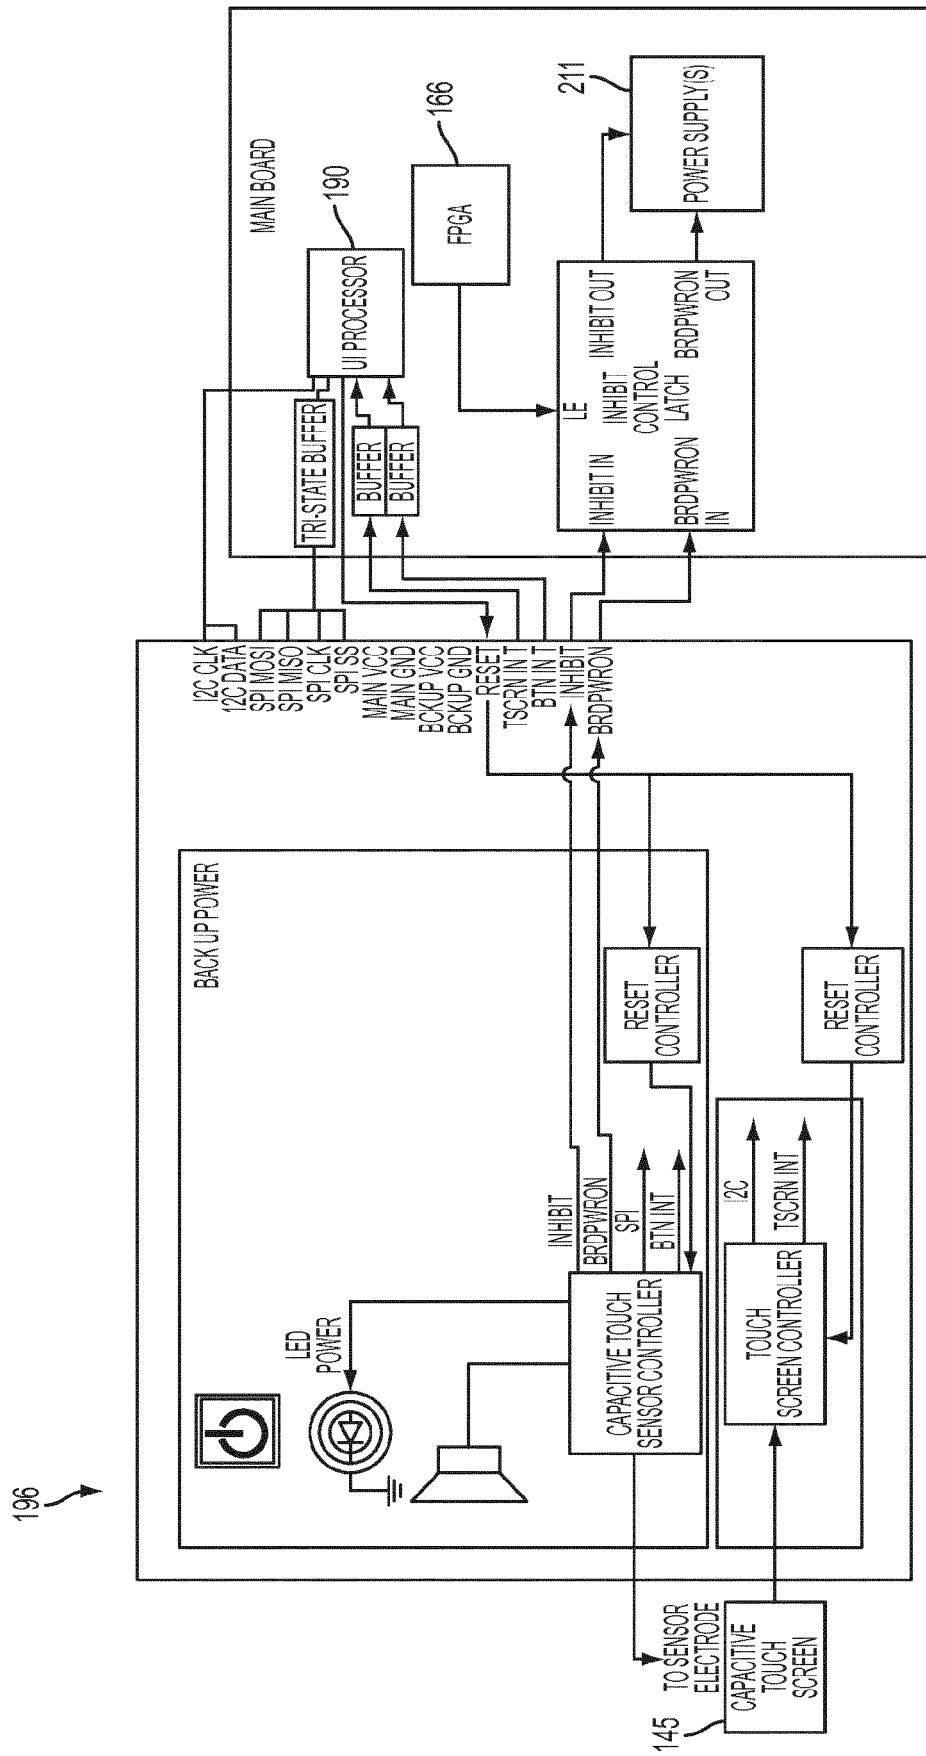 196
BACK UP POWER
LED
POWER
INHIBIT
BRDPWRON
SPI
BTN INT
CAPACITIVE TOUCH
SENSOR CONTROLLER
RESET
CONTROLLER
I2C
TSCRN INT
TOUCH
SCREEN CONTROLLER
RESET
CONTROLLER
TO SENSOR
ELECTRODE
CAPACITIVE
TOUCH
SCREEN
145
I2C CLK
I2C DATA
SPI MOSI
SPI MISO
SPI CLK
SPI SS
MAIN VCC
MAIN GND
BCKUP VCC
BCKUP GND
RESET
TSCRN IN T
BTN IN T
INHIBIT
BRDPWRON
MAIN BOARD
TRI-STATE BUFFER
BUFFER
BUFFER
UI PROCESSOR
190
FPGA
166
LE
INHIBIT IN
INHIBIT OUT
INHIBIT
CONTROL
LATCH
BRDPWRON
IN
BRDPWRON
OUT
POWER SUPPLY(S)
211